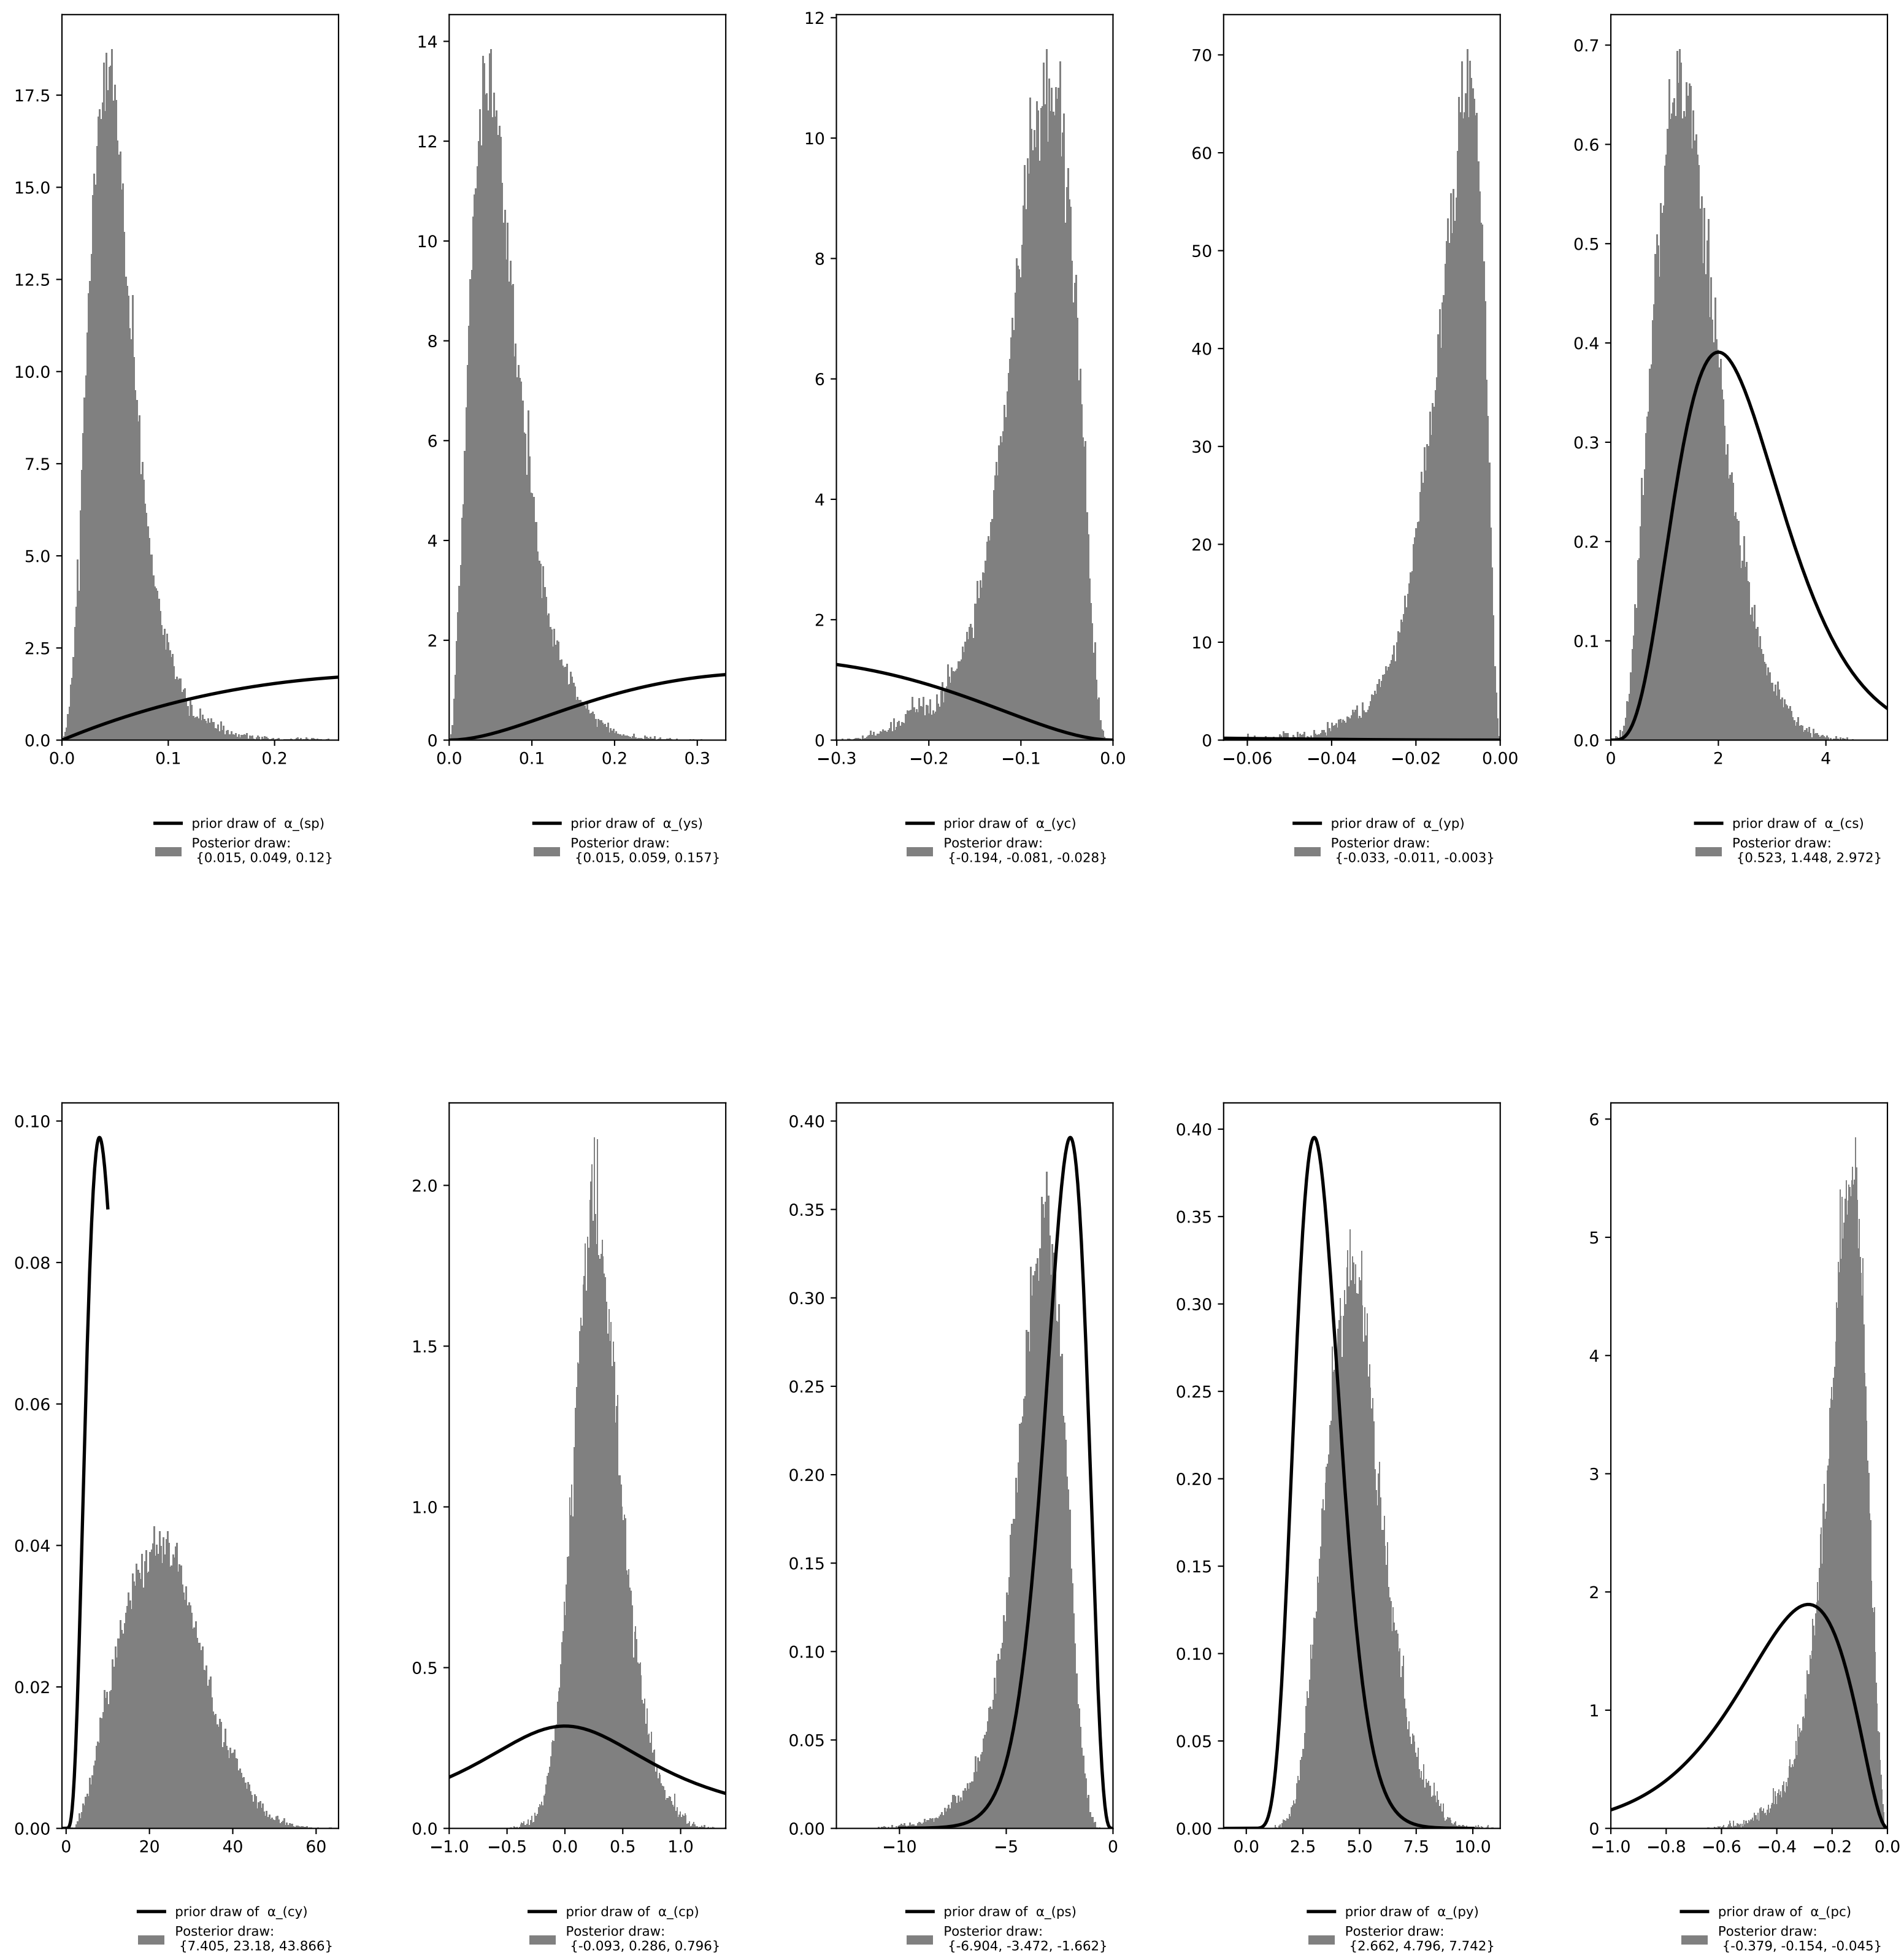 17.5
15.0
12.5
10.0
7.5
5.0
2.5
0.0
0.0 0.1 0.2
prior draw of α_(sp)
Posterior draw:
{0.015, 0.049, 0.12}
14
12
10
8
6
4
2
0
0.0 0.1 0.2 0.3
prior draw of α_(ys)
Posterior draw:
{0.015, 0.059, 0.157}
12
10
8
6
4
2
0
−0.3 −0.2 −0.1 0.0
prior draw of α_(yc)
Posterior draw:
{-0.194, -0.081, -0.028}
70
60
50
40
30
20
10
0
−0.06 −0.04 −0.02 0.00
prior draw of α_(yp)
Posterior draw:
{-0.033, -0.011, -0.003}
0.7
0.6
0.5
0.4
0.3
0.2
0.1
0.0
0 2 4
prior draw of α_(cs)
Posterior draw:
{0.523, 1.448, 2.972}
0.10
0.08
0.06
0.04
0.02
0.00
0 20 40 60
prior draw of α_(cy)
Posterior draw:
{7.405, 23.18, 43.866}
2.0
1.5
1.0
0.5
0.0
−1.0 −0.5 0.0 0.5 1.0
prior draw of α_(cp)
Posterior draw:
{-0.093, 0.286, 0.796}
0.40
0.35
0.30
0.25
0.20
0.15
0.10
0.05
0.00
−10 −5 0
prior draw of α_(ps)
Posterior draw:
{-6.904, -3.472, -1.662}
0.40
0.35
0.30
0.25
0.20
0.15
0.10
0.05
0.00
0.0 2.5 5.0 7.5 10.0
prior draw of α_(py)
Posterior draw:
{2.662, 4.796, 7.742}
6
5
4
3
2
1
0
−1.0 −0.8 −0.6 −0.4 −0.2 0.0
prior draw of α_(pc)
Posterior draw:
{-0.379, -0.154, -0.045}